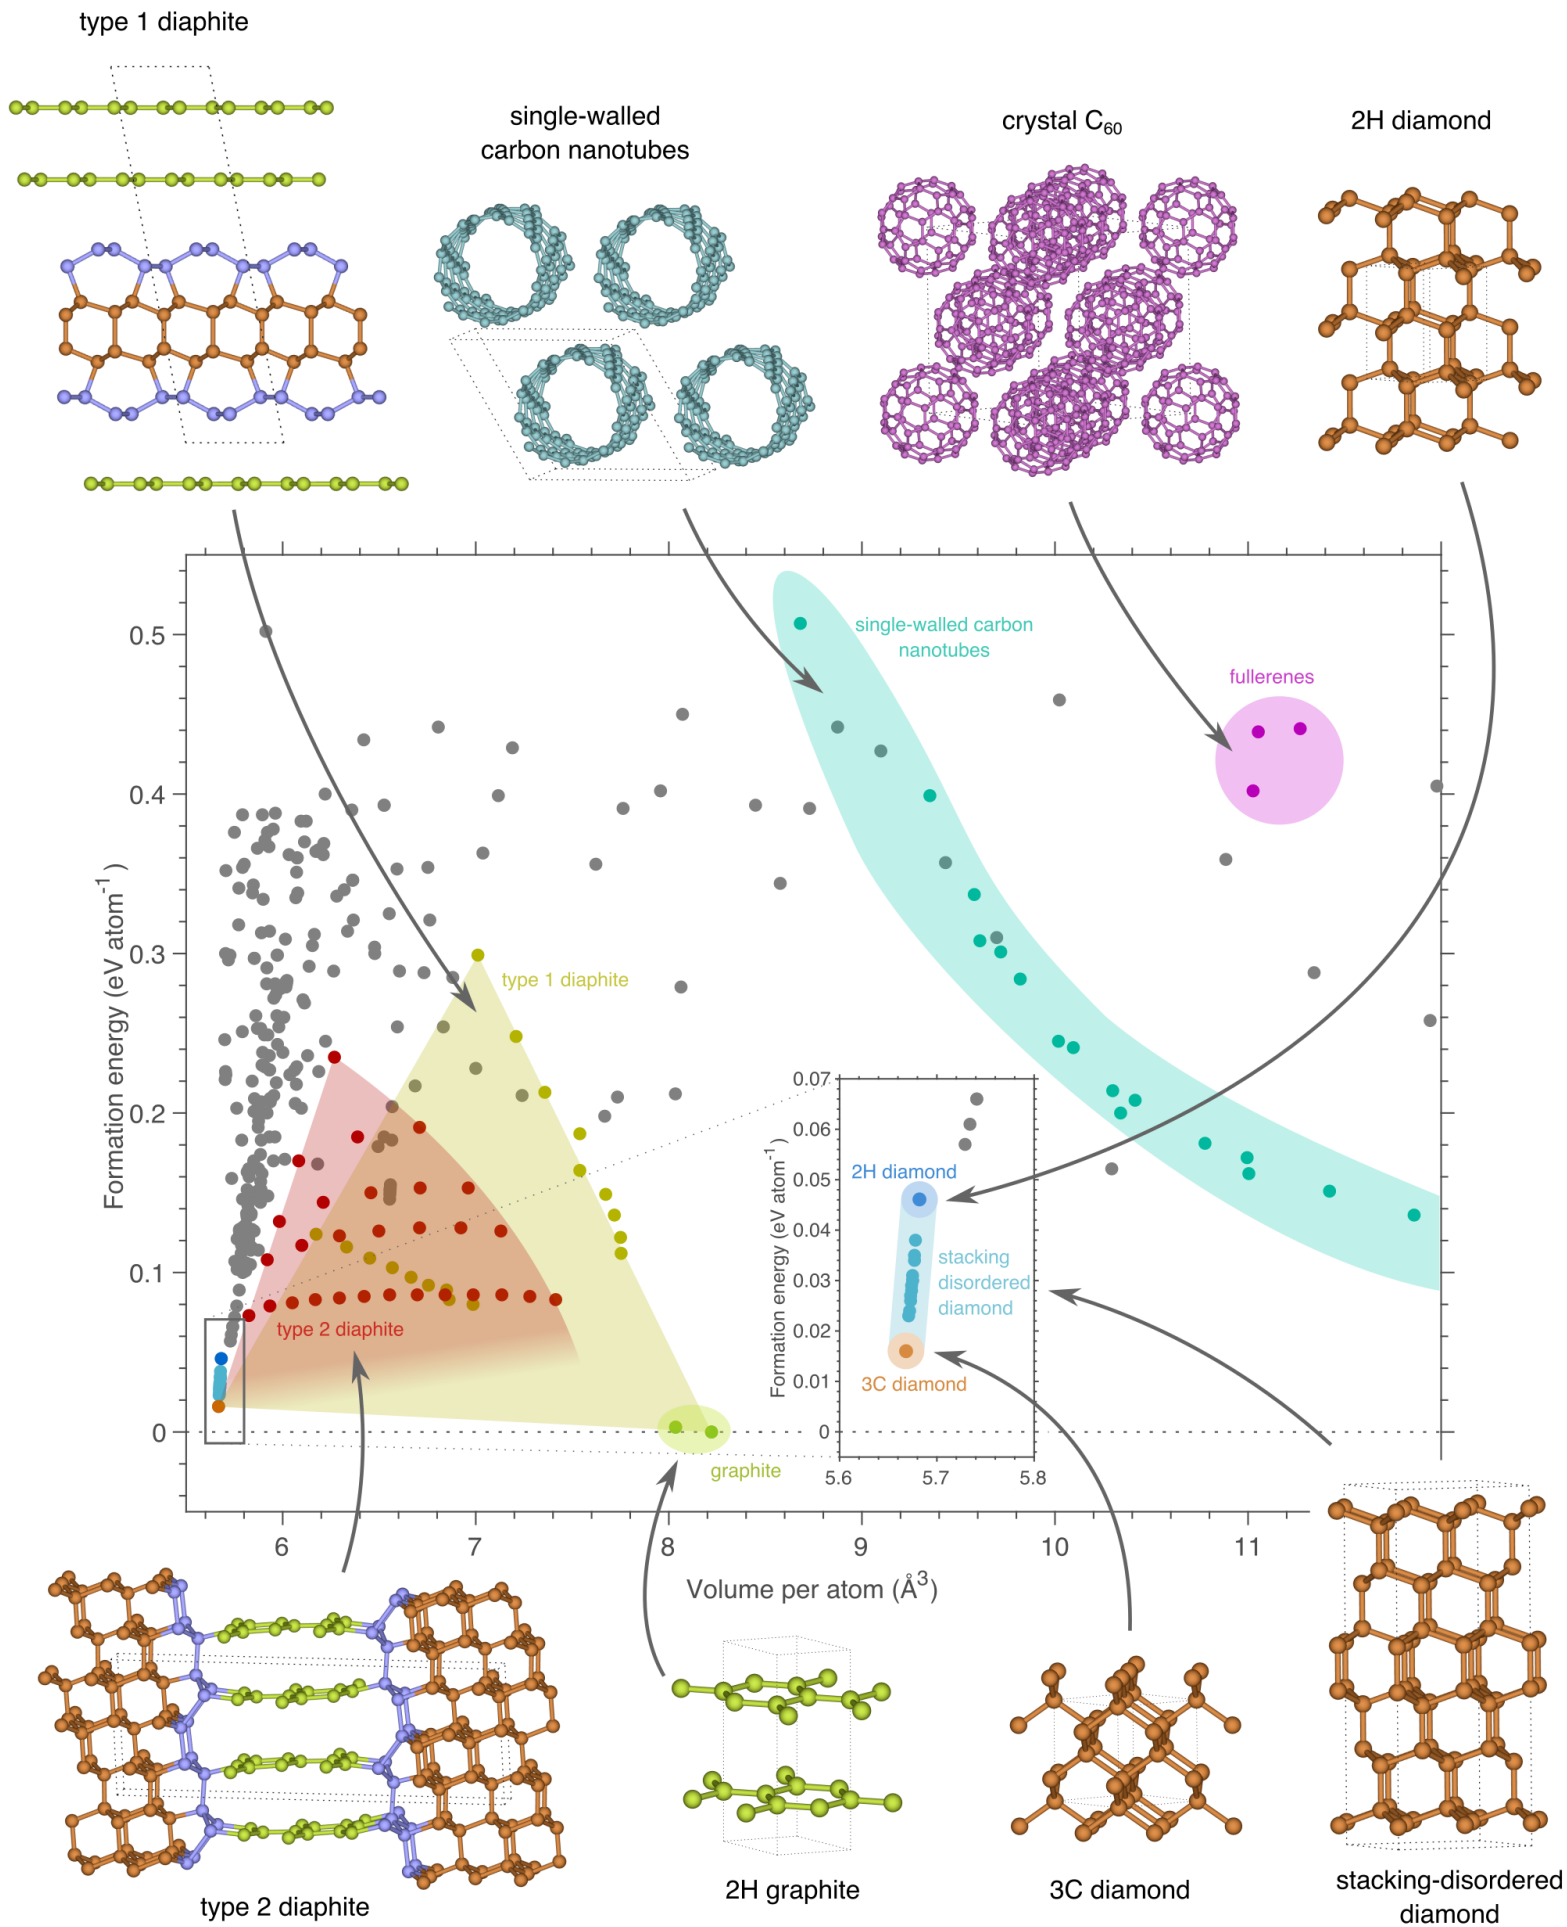 type 1 diaphite
single-walled
carbon nanotubes
crystal C₆₀
2H diamond
0.5
0.4
0.3
0.2
0.1
0
Formation energy (eV atom⁻¹)
single-walled carbon
nanotubes
fullerenes
type 1 diaphite
type 2 diaphite
graphite
0.07
0.06
0.05
0.04
0.03
0.02
0.01
0
Formation energy (eV atom⁻¹)
2H diamond
stacking
disordered
diamond
3C diamond
5.6
5.7
5.8
6
7
8
9
10
11
Volume per atom (Å³)
type 2 diaphite
2H graphite
3C diamond
stacking-disordered
diamond